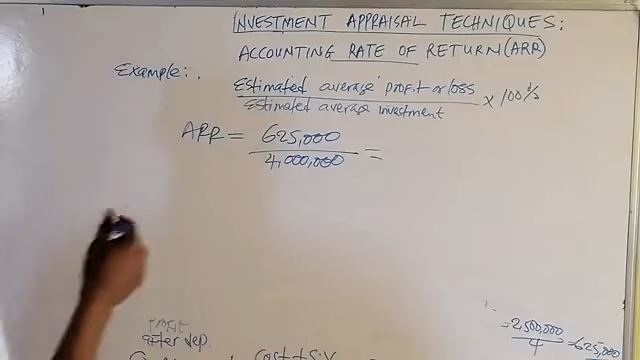 INVESTMENT APPRAISAL TECHNIQUES:
ACCOUNTING RATE OF RETURN (ARR)
Example:.
Estimated average profit or loss
Estimated average investment
× 100%
ARR = 625,000
4,000,000 =
= 2,500,000
4
= 625,000
Profit
after dep.
Cost + S.V